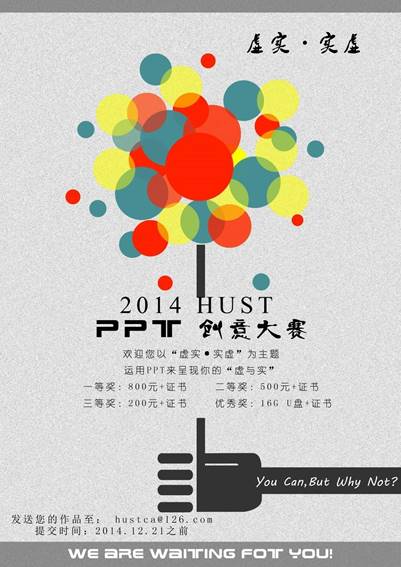 虚实·实虚
2014 HUST
PPT 创意大赛
欢迎您以“虚实●实虚”为主题
运用PPT来呈现你的“虚与实”
一等奖：800元+证书 二等奖：500元+证书
三等奖：200元+证书 优秀奖：16G U盘+证书
You Can,But Why Not?
发送您的作品至： hustca@126.com
提交时间：2014.12.21之前
WE ARE WAITING FOT YOU!